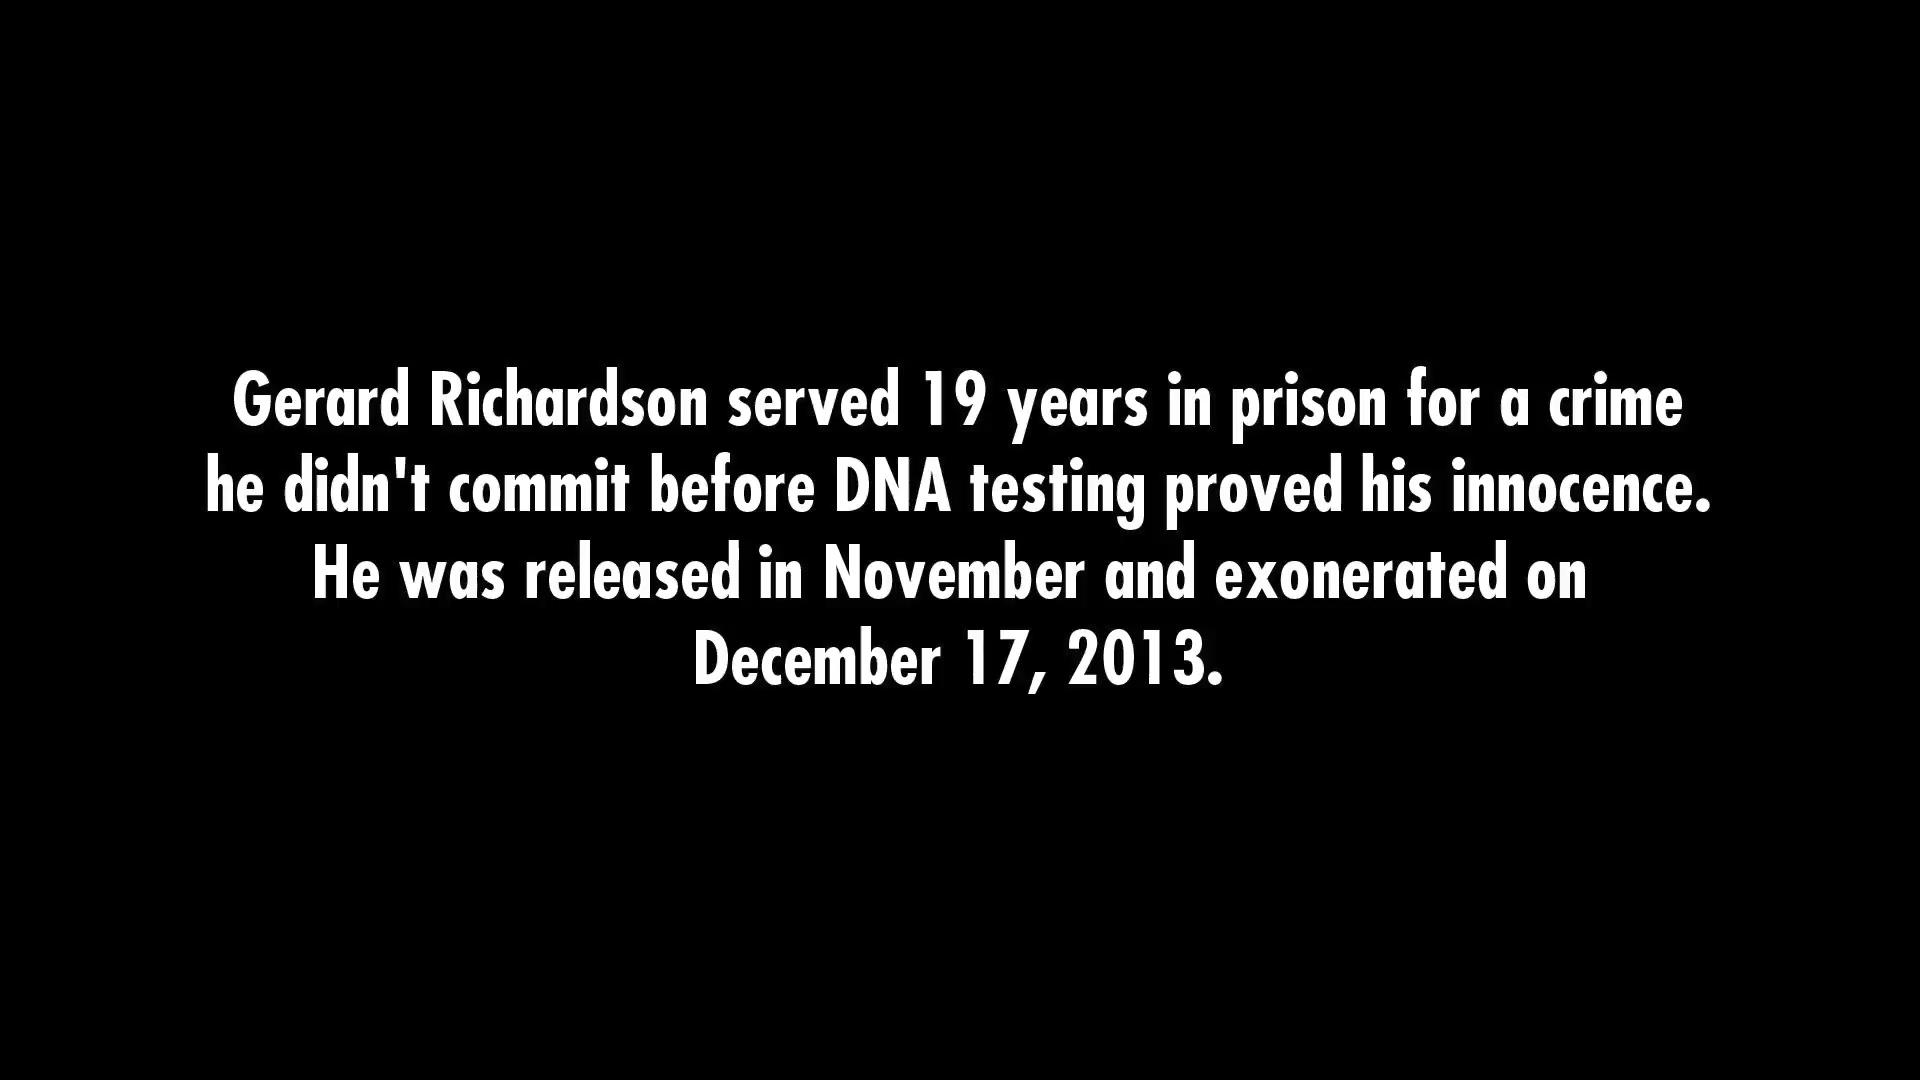 Gerard Richardson served 19 years in prison for a crime
he didn't commit before DNA testing proved his innocence.
He was released in November and exonerated on
December 17, 2013.